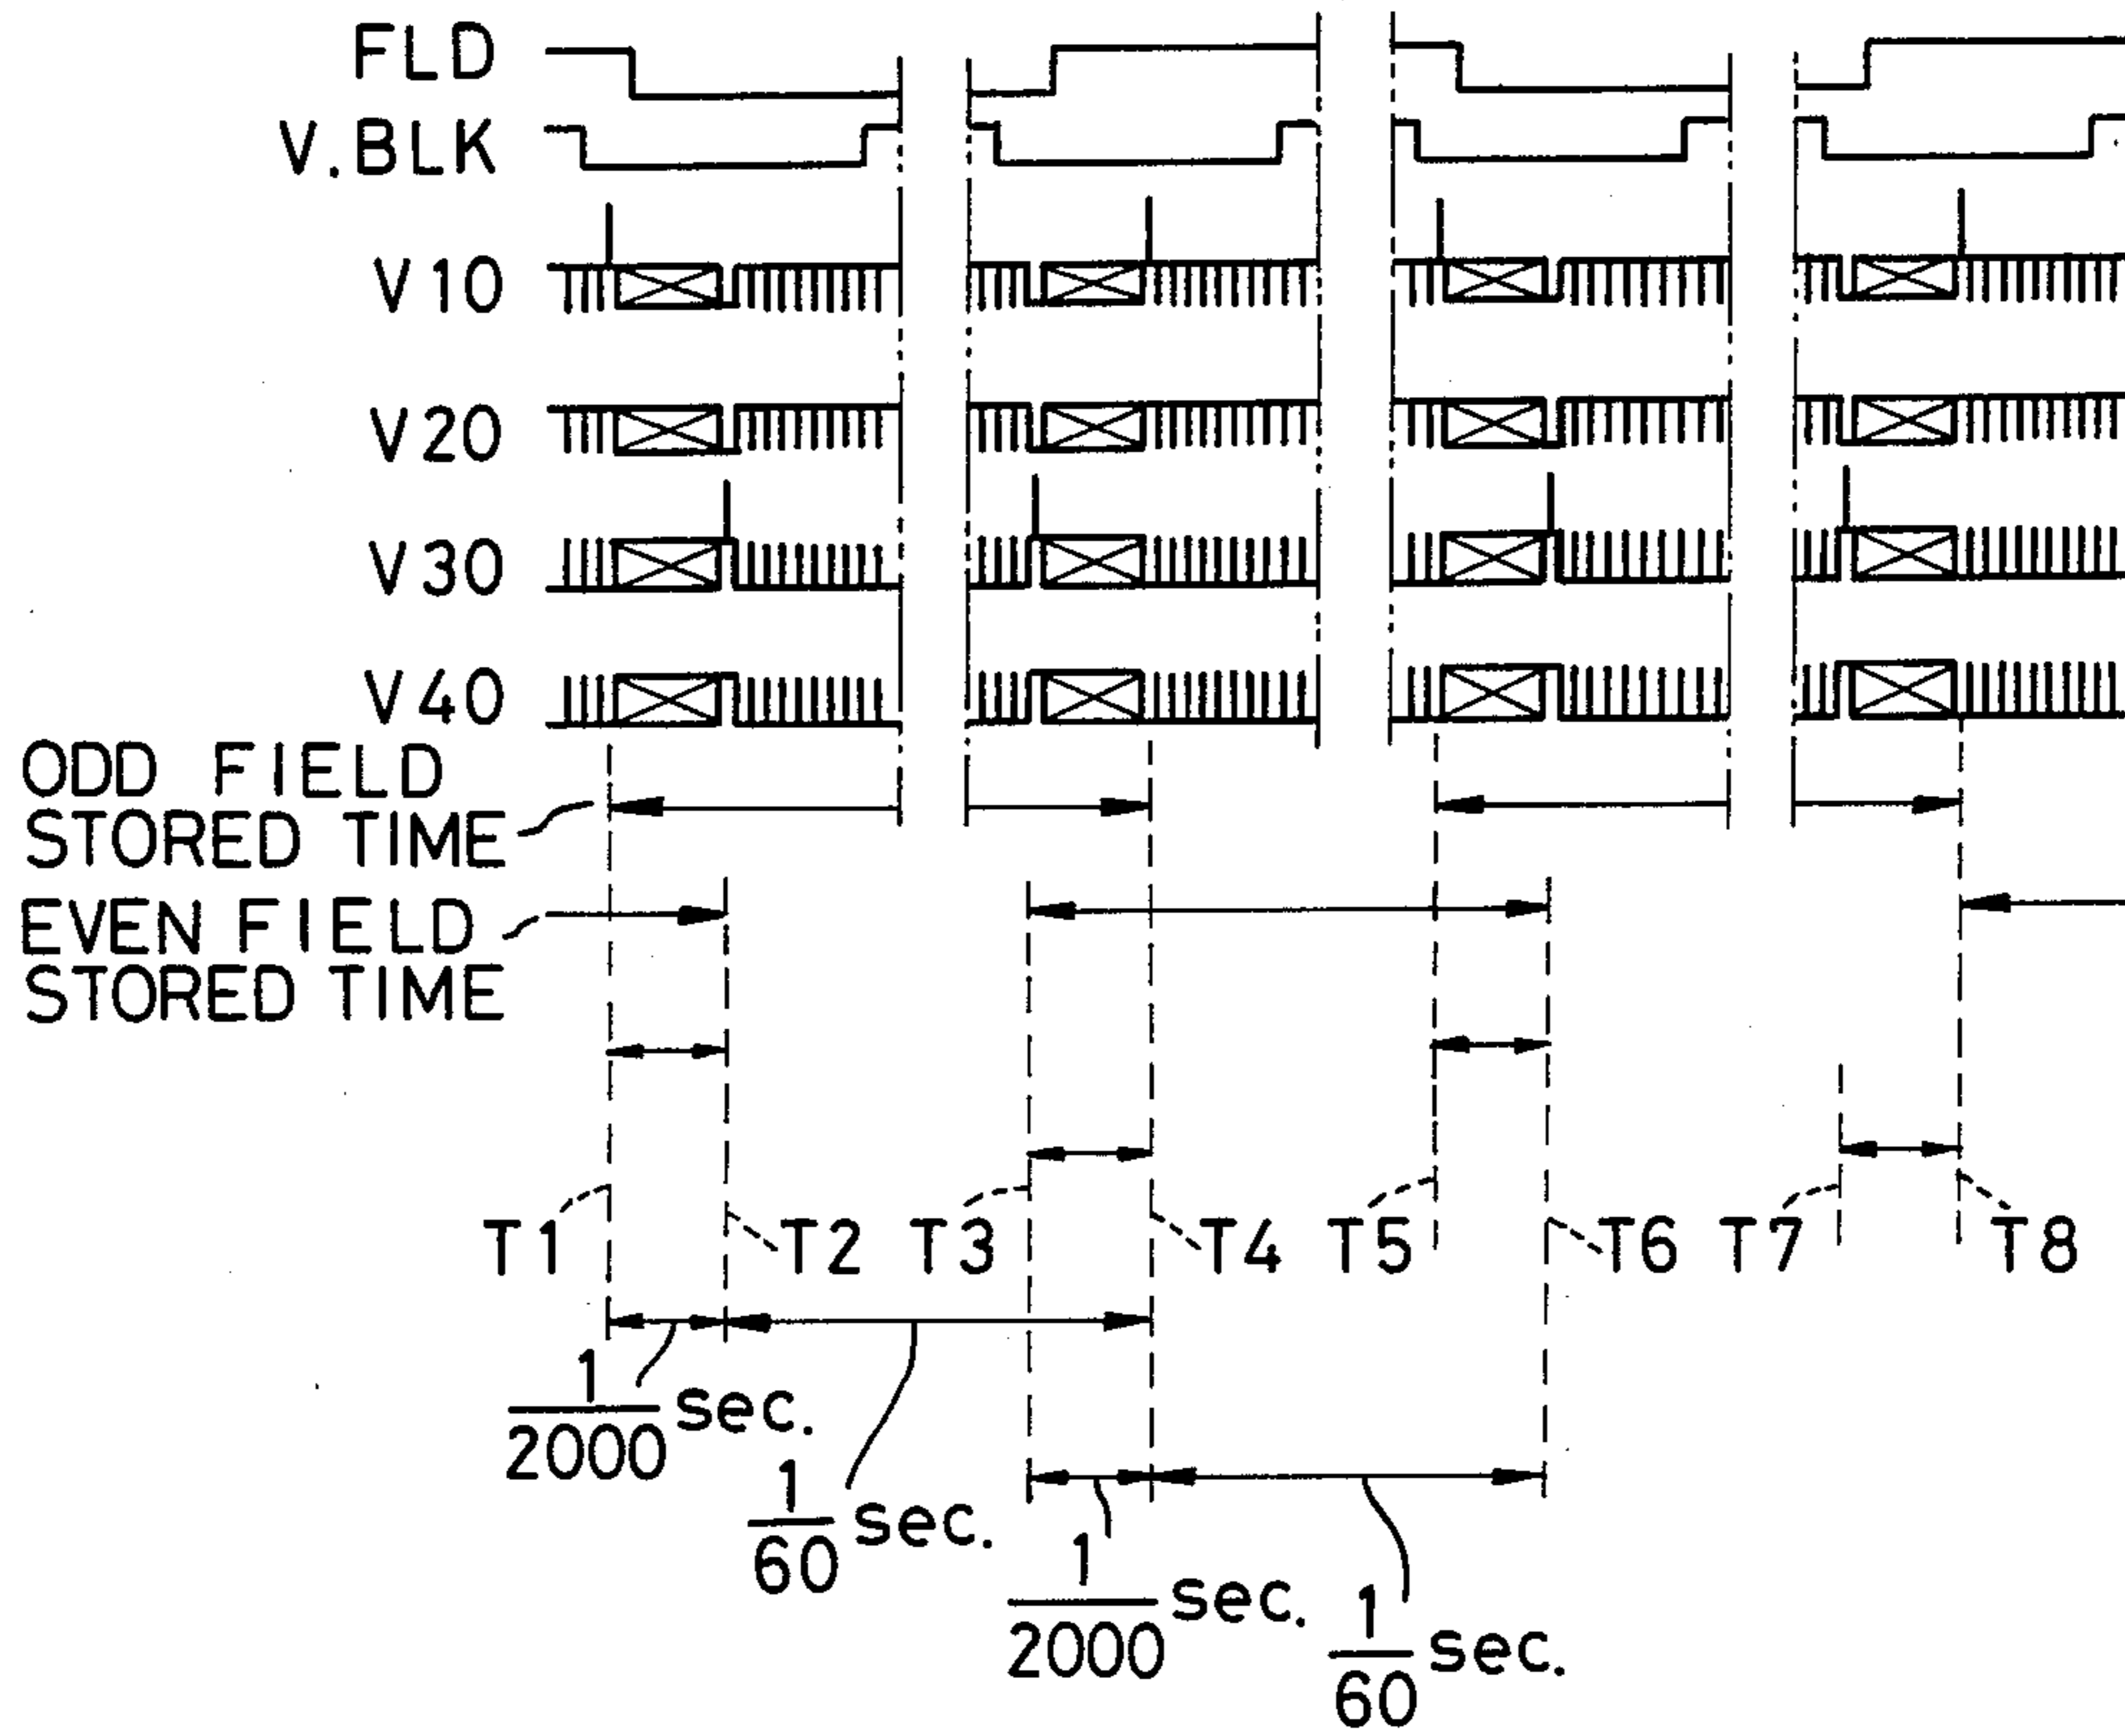 FLD
V.BLK
V10
V20
V30
V40
ODD FIELD
STORED TIME
EVEN FIELD
STORED TIME
T1 T2 T3 T4 T5 T6 T7 T8
1/2000 sec.
1/60 sec.
1/2000 sec.
1/60 sec.